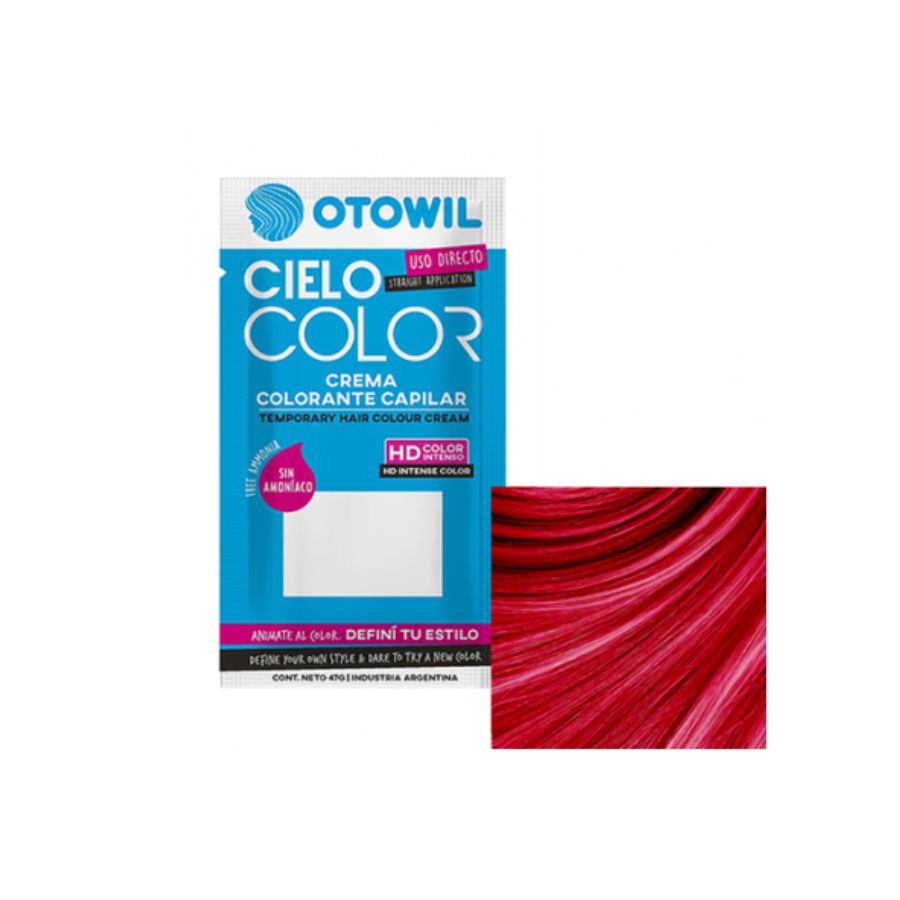 OTOWIL
USO DIRECTO
STRAIGHT APPLICATION
CIELO
COLOR
CREMA
COLORANTE CAPILAR
TEMPORARY HAIR COLOUR CREAM
FREE AMMONIA
SIN
AMONÍACO
HD COLOR
INTENSO
HD INTENSE COLOR
ANIMATE AL COLOR. DEFINÍ TU ESTILO
DEFINE YOUR OWN STYLE & DARE TO TRY A NEW COLOR
CONT. NETO 47G | INDUSTRIA ARGENTINA